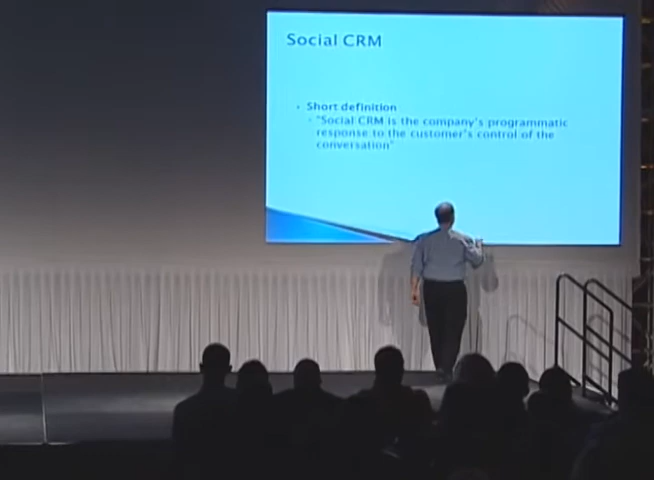 Social CRM
Short definition
"Social CRM is the company's programmatic
response to the customer's control of the
conversation"